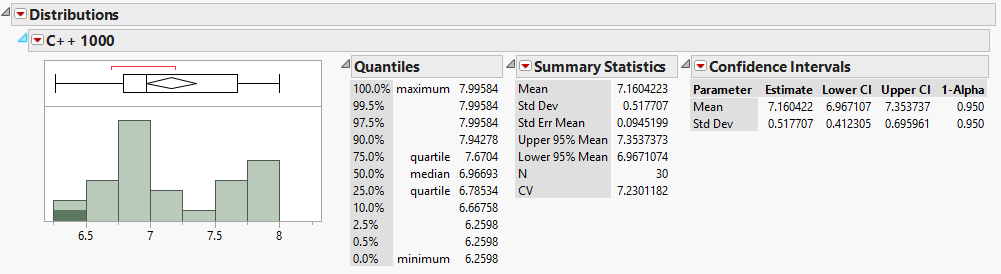 Distributions
C++ 1000
6.5 7 7.5 8
Quantiles
100.0% maximum 7.99584
99.5% 7.99584
97.5% 7.99584
90.0% 7.94278
75.0% quartile 7.6704
50.0% median 6.96693
25.0% quartile 6.78534
10.0% 6.66758
2.5% 6.2598
0.5% 6.2598
0.0% minimum 6.2598
Summary Statistics
Mean 7.1604223
Std Dev 0.517707
Std Err Mean 0.0945199
Upper 95% Mean 7.3537373
Lower 95% Mean 6.9671074
N 30
CV 7.2301182
Confidence Intervals
Parameter Estimate Lower CI Upper CI 1-Alpha
Mean 7.160422 6.967107 7.353737 0.950
Std Dev 0.517707 0.412305 0.695961 0.950